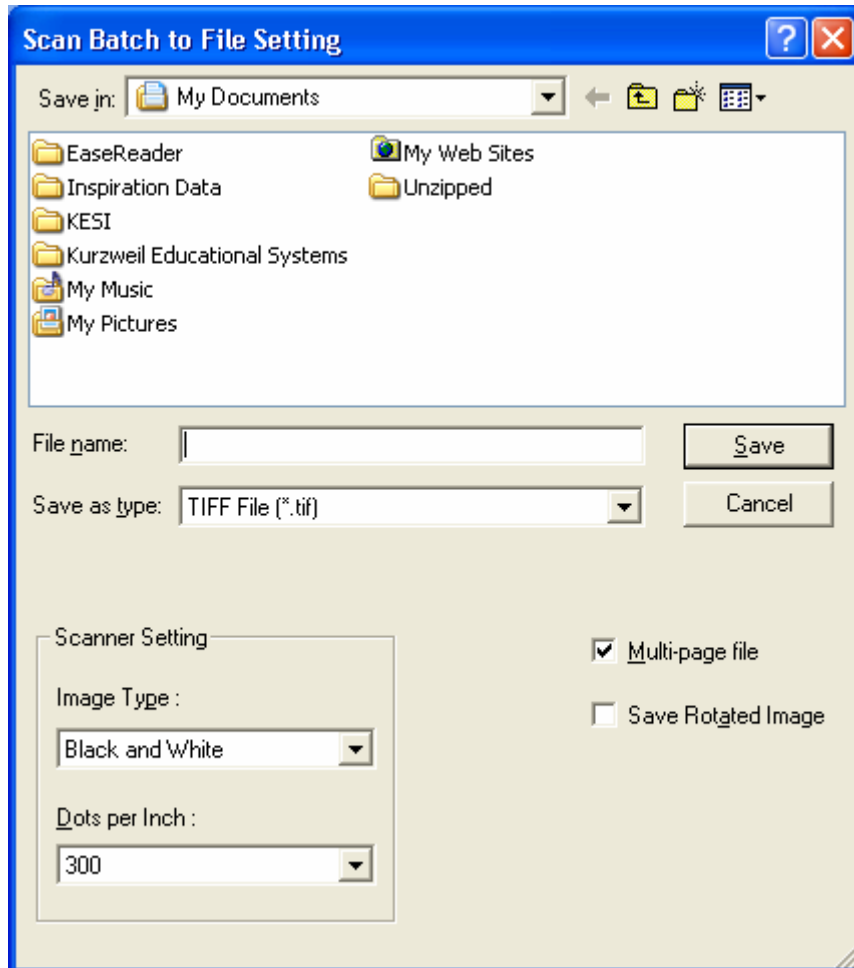 Scan Batch to File Setting
Save in: My Documents
EaseReader
Inspiration Data
KESI
Kurzweil Educational Systems
My Music
My Pictures
My Web Sites
Unzipped
File name:
Save
Save as type: TIFF File (*.tif)
Cancel
Scanner Setting
Image Type :
Black and White
Dots per Inch :
300
Multi-page file
Save Rotated Image